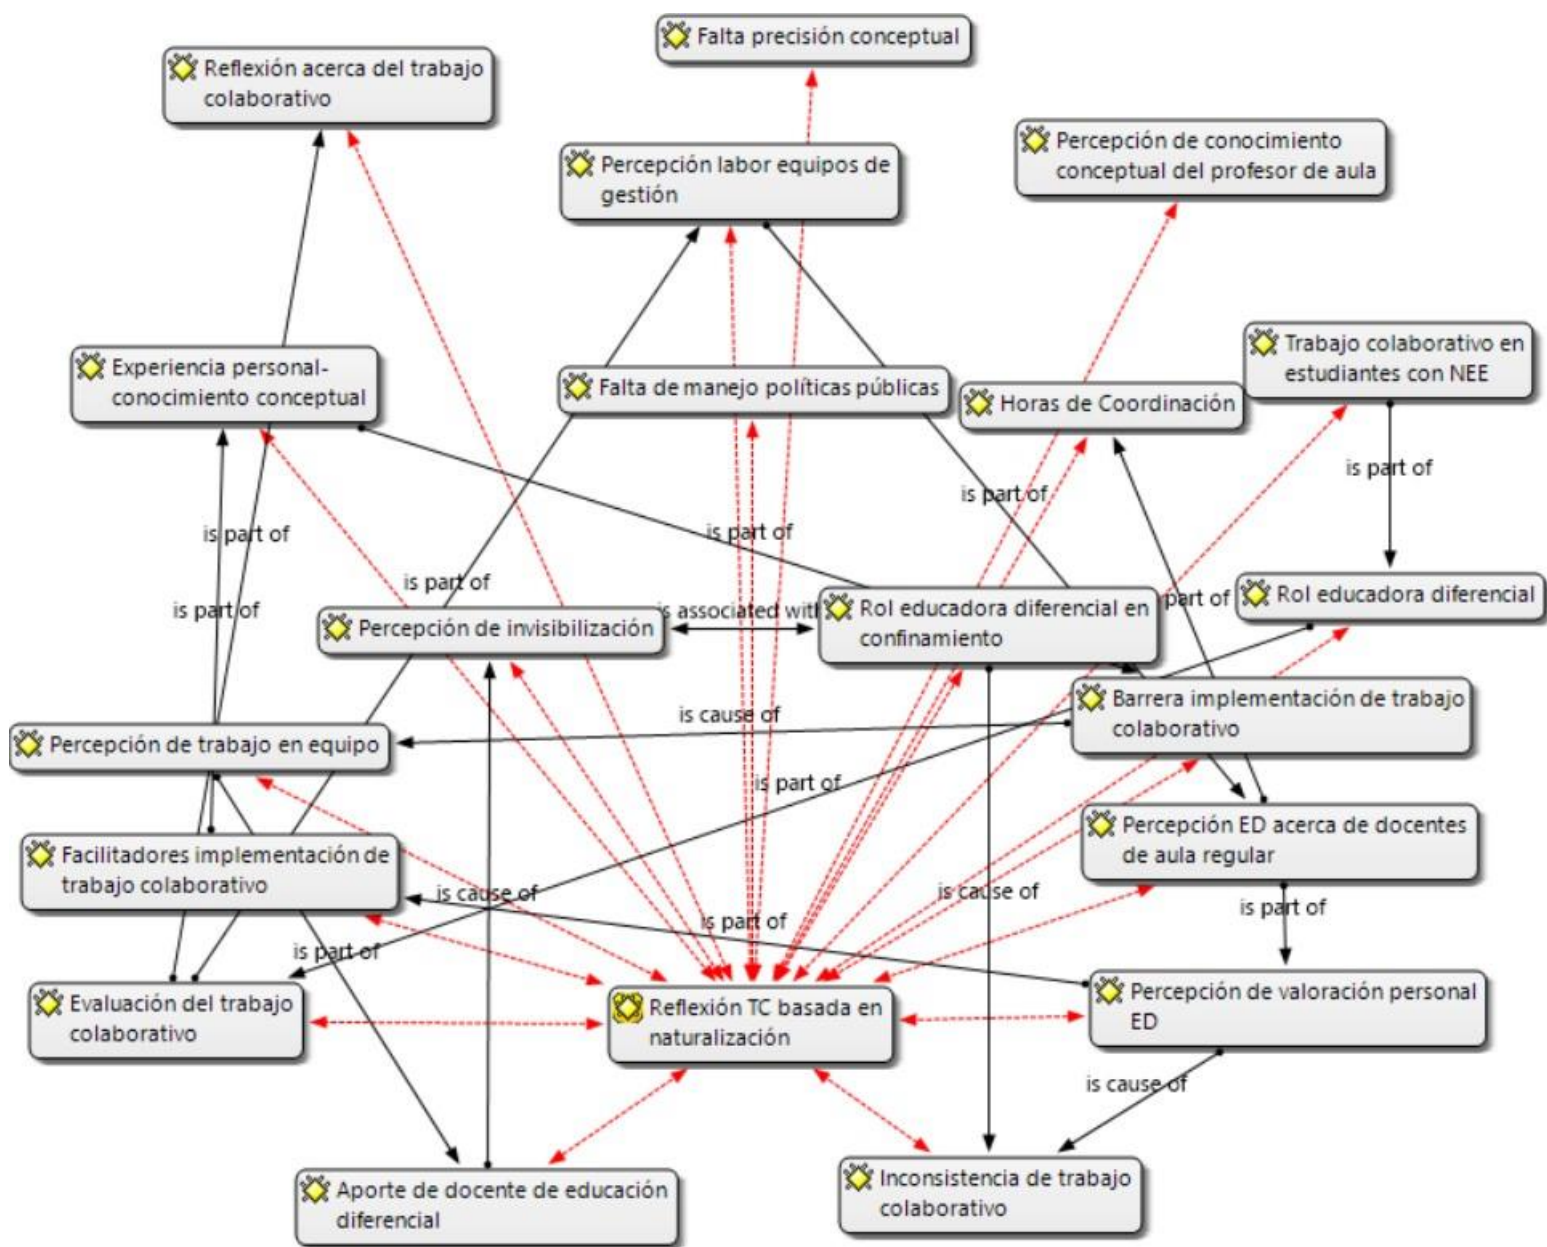 Falta precisión conceptual
Reflexión acerca del trabajo
colaborativo
Percepción de conocimiento
conceptual del profesor de aula
Percepción labor equipos de
gestión
Trabajo colaborativo en
estudiantes con NEE
Experiencia personal-
conocimiento conceptual
Falta de manejo políticas públicas
Horas de Coordinación
is part of
is part of
is part of
is part of
is part of
is part of
Rol educadora diferencial
part of
is part of
Percepción de invisibilización
is associated with
Rol educadora diferencial en
confinamiento
Barrera implementación de trabajo
colaborativo
is cause of
Percepción de trabajo en equipo
is part of
Percepción ED acerca de docentes
de aula regular
Facilitadores implementación de
trabajo colaborativo
is cause of
is cause of
is part of
is part of
is part of
Evaluación del trabajo
colaborativo
Reflexión TC basada en
naturalización
Percepción de valoración personal
ED
is cause of
Aporte de docente de educación
diferencial
Inconsistencia de trabajo
colaborativo